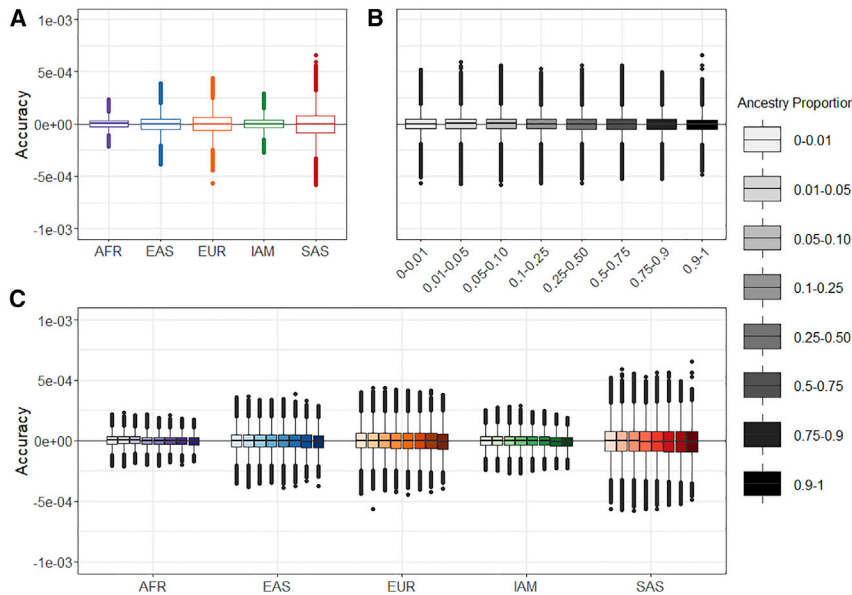 A
Accuracy
1e-03
5e-04
0e+00
-5e-04
-1e-03
AFR EAS EUR IAM SAS
B
0-0.01 0.01-0.05 0.05-0.10 0.1-0.25 0.25-0.50 0.5-0.75 0.75-0.9 0.9-1
Ancestry Proportion
0-0.01
0.01-0.05
0.05-0.10
0.1-0.25
0.25-0.50
0.5-0.75
0.75-0.9
0.9-1
C
Accuracy
1e-03
5e-04
0e+00
-5e-04
-1e-03
AFR EAS EUR IAM SAS